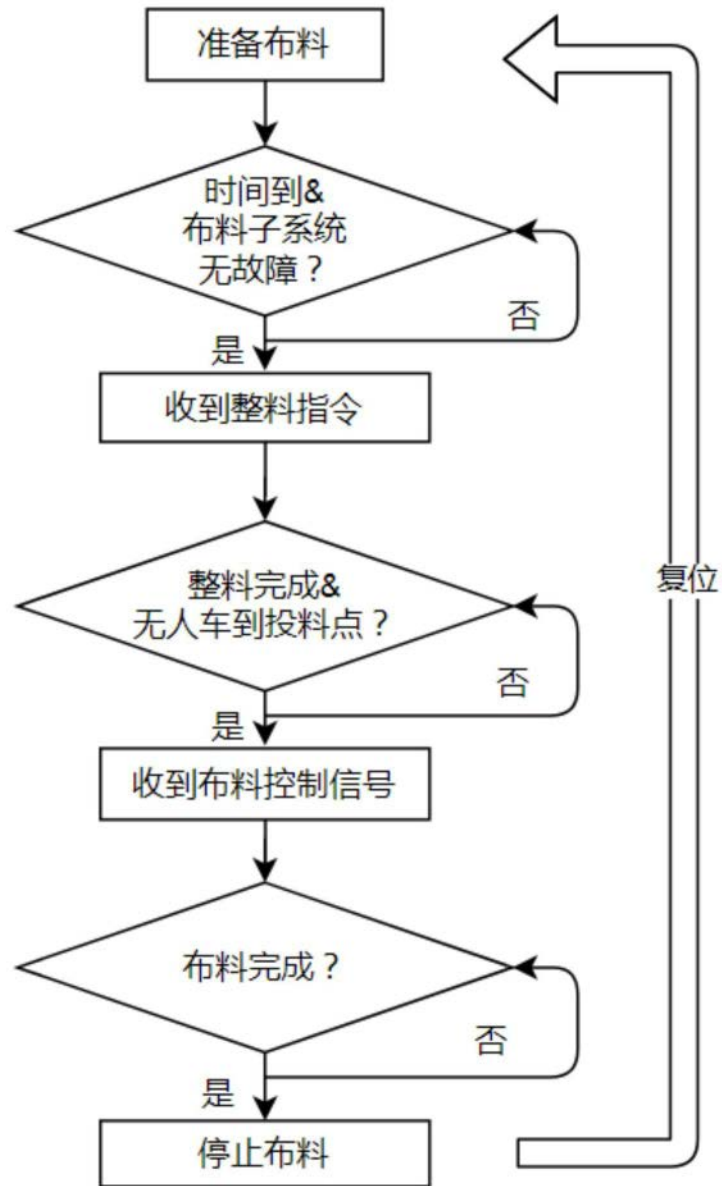 准备布料
时间到&
布料子系统
无故障？
否
是
收到整料指令
整料完成&
无人车到投料点？
复位
否
是
收到布料控制信号
布料完成？
否
是
停止布料